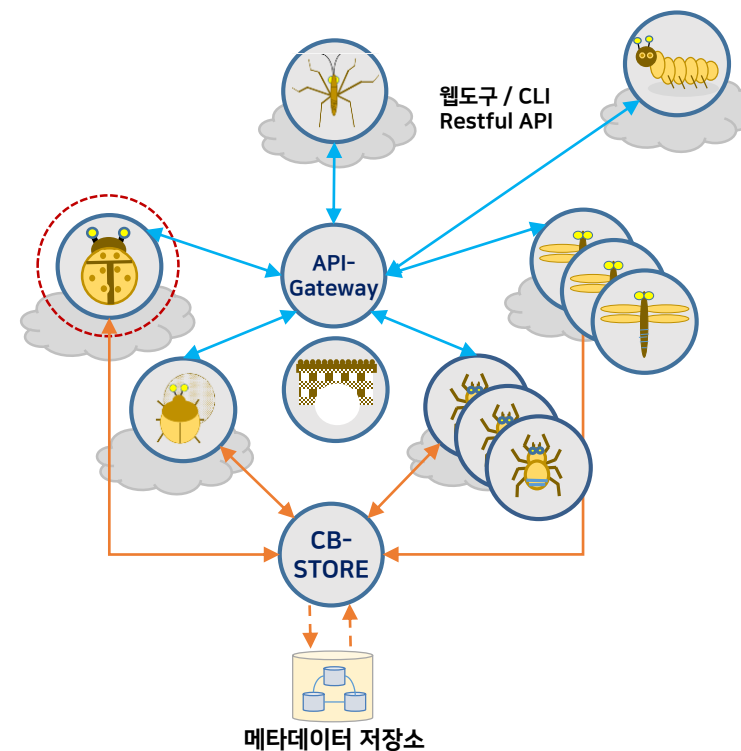 웹도구 / CLI
Restful API
API-
Gateway
CB-
STORE
메타데이터 저장소